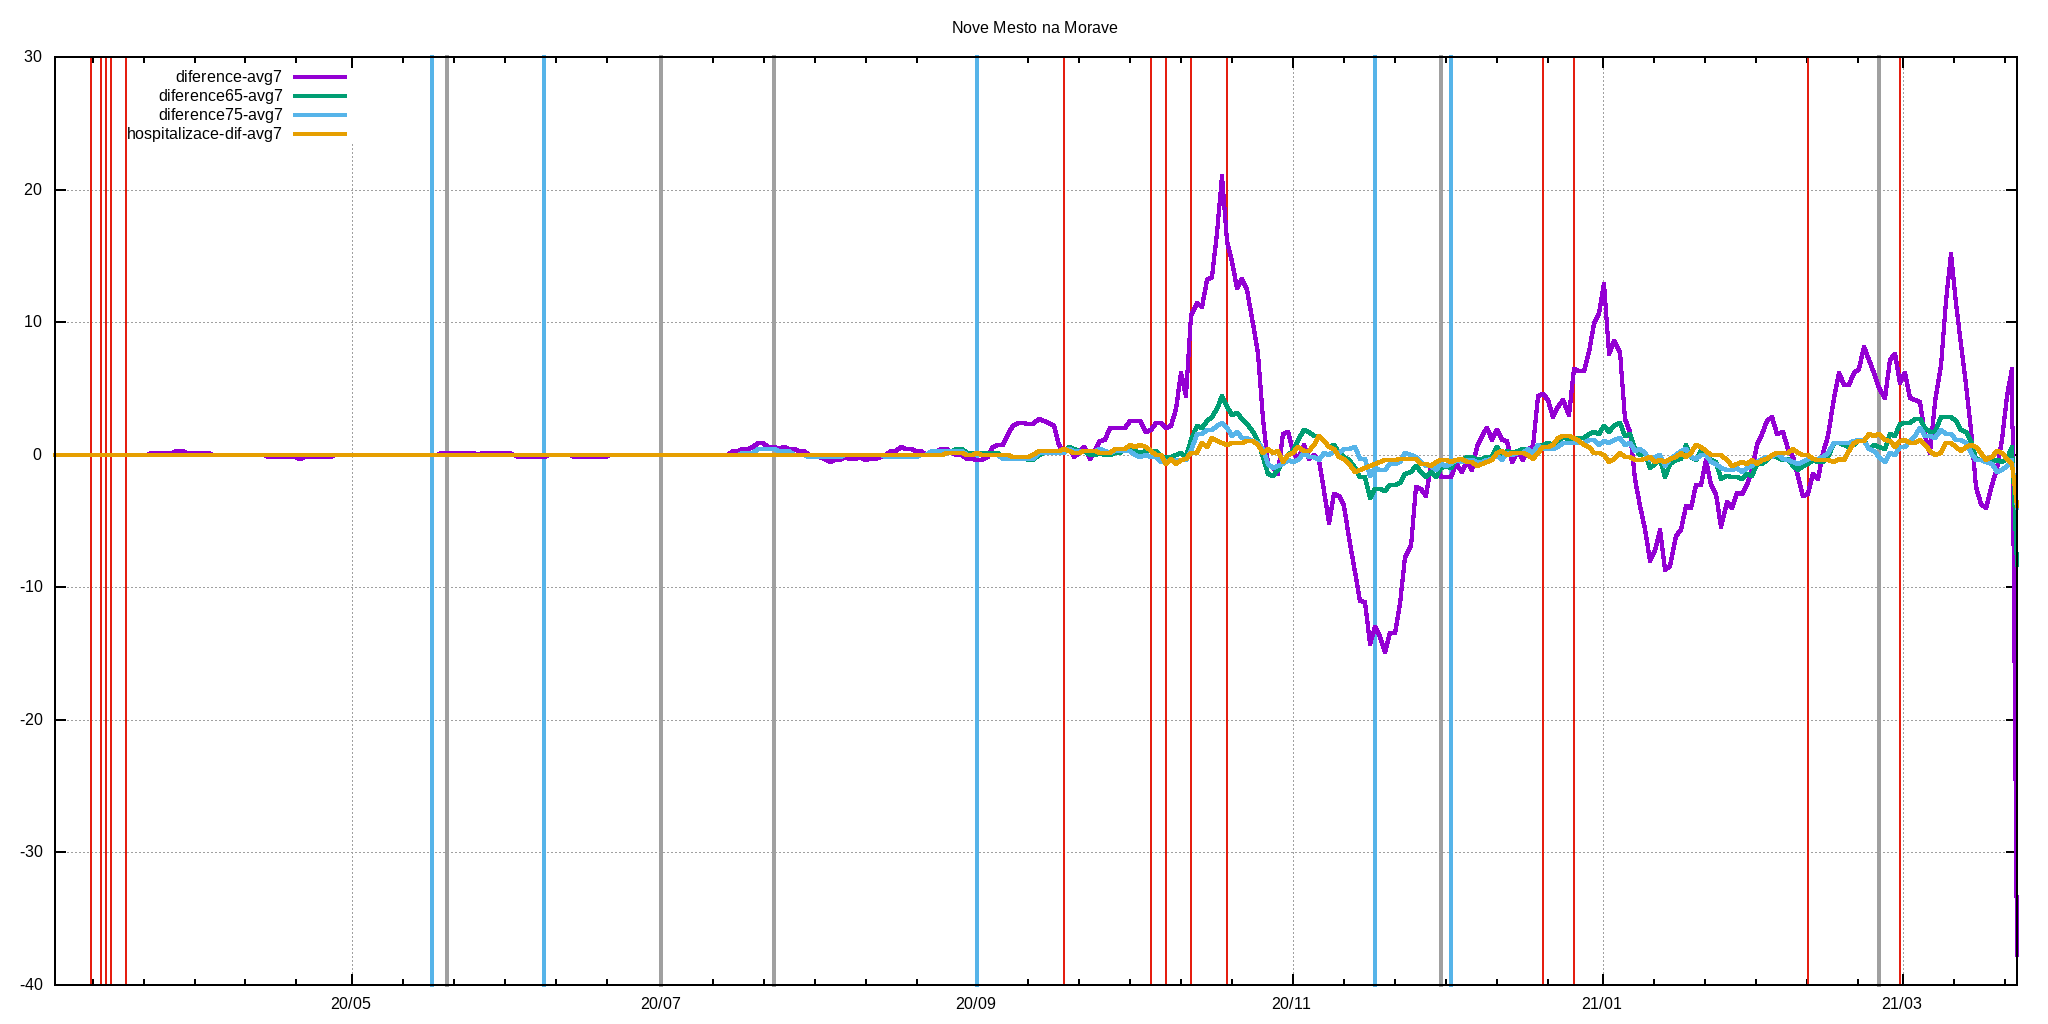 Nove Mesto na Morave
30
diference-avg7
diference65-avg7
diference75-avg7
hospitalizace-dif-avg7
20
10
0
-10
-20
-30
-40
20/05 20/07 20/09 20/11 21/01 21/03